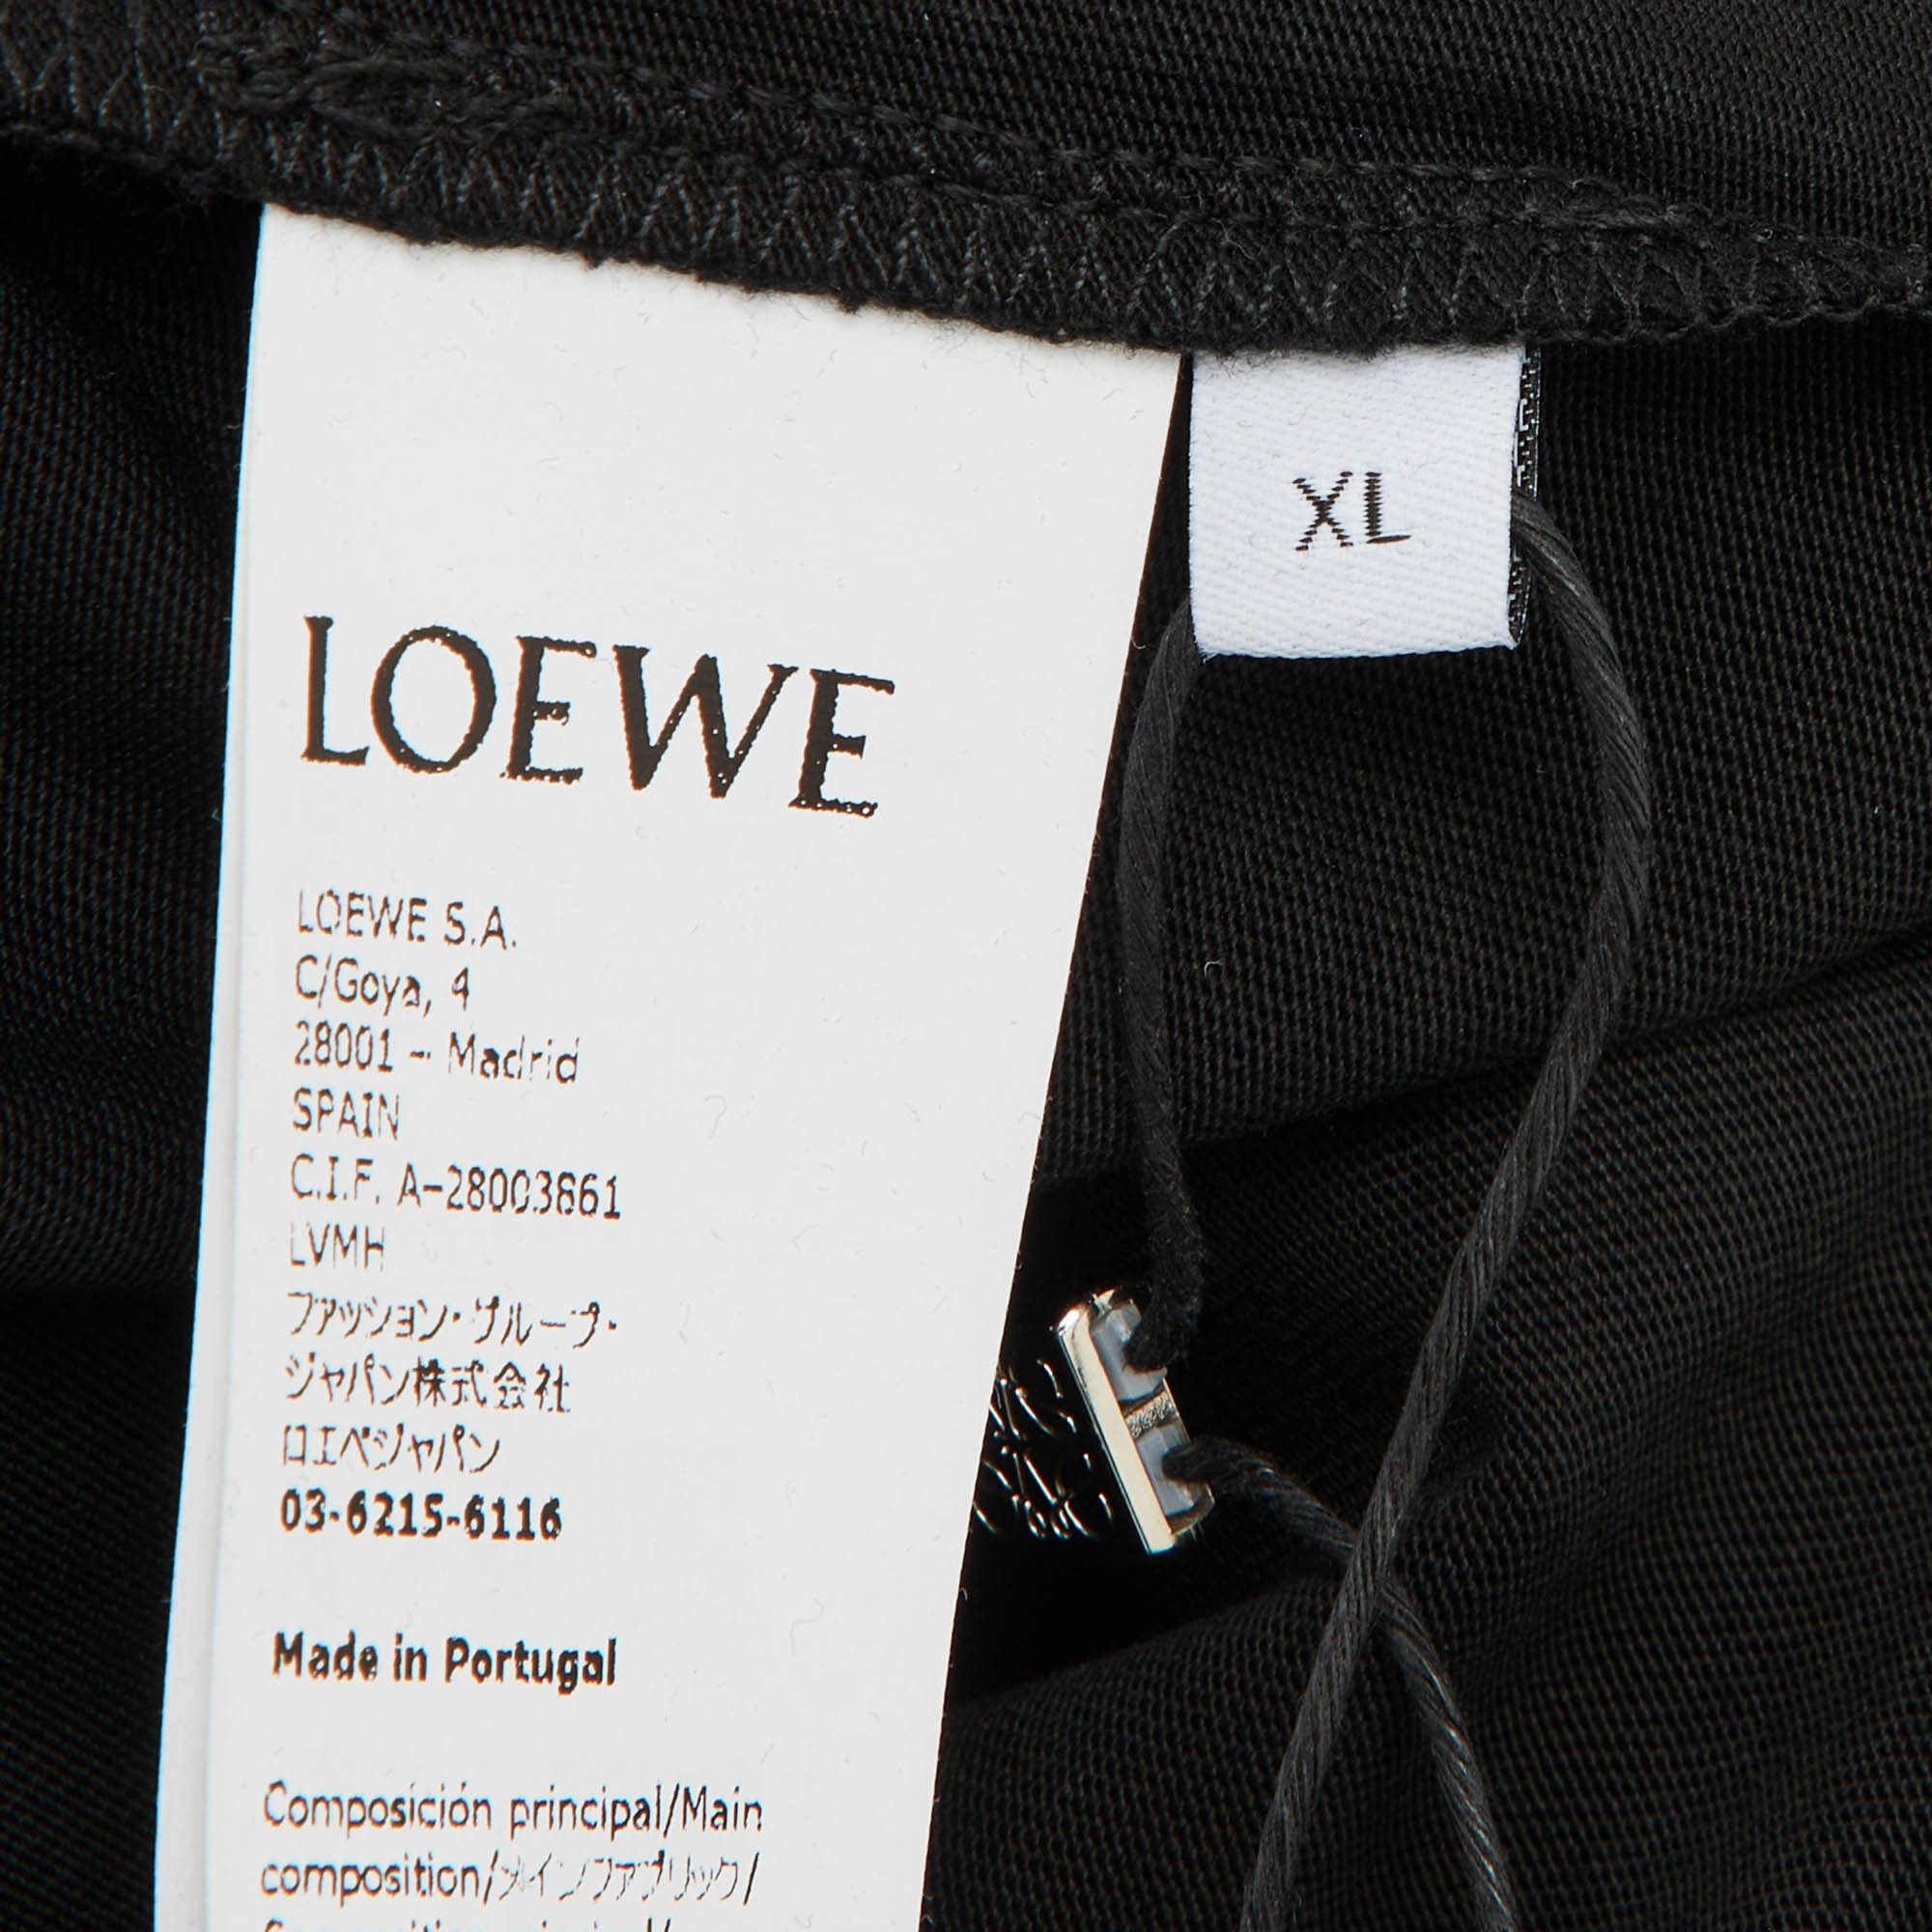 XL
LOEWE
LOEWE S.A.
C/Goya, 4
28001 – Madrid
SPAIN
C.I.F. A-28003861
LVMH
ファッション・グループ・
ジャパン株式会社
ロエベジャパン
03-6215-6116
Made in Portugal
Composición principal/Main
composition/メインファブリック/